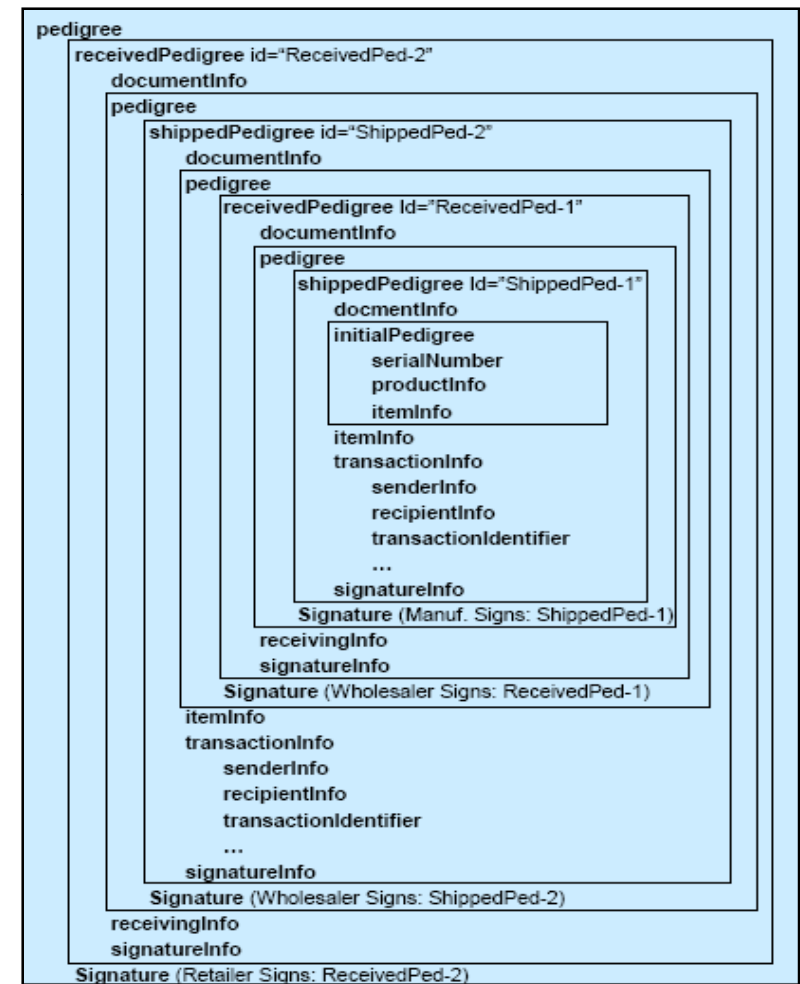 pedigree
receivedPedigree id=“ReceivedPed-2”
documentInfo
pedigree
shippedPedigree id=“ShippedPed-2”
documentInfo
pedigree
receivedPedigree Id=”ReceivedPed-1”
documentInfo
pedigree
shippedPedigree Id=”ShippedPed-1”
docmentInfo
initialPedigree
serialNumber
productInfo
itemInfo
itemInfo
transactionInfo
senderInfo
recipientInfo
transactionIdentifier
...
signatureInfo
Signature (Manuf. Signs: ShippedPed-1)
receivingInfo
signatureInfo
Signature (Wholesaler Signs: ReceivedPed-1)
itemInfo
transactionInfo
senderInfo
recipientInfo
transactionIdentifier
...
signatureInfo
Signature (Wholesaler Signs: ShippedPed-2)
receivingInfo
signatureInfo
Signature (Retailer Signs: ReceivedPed-2)